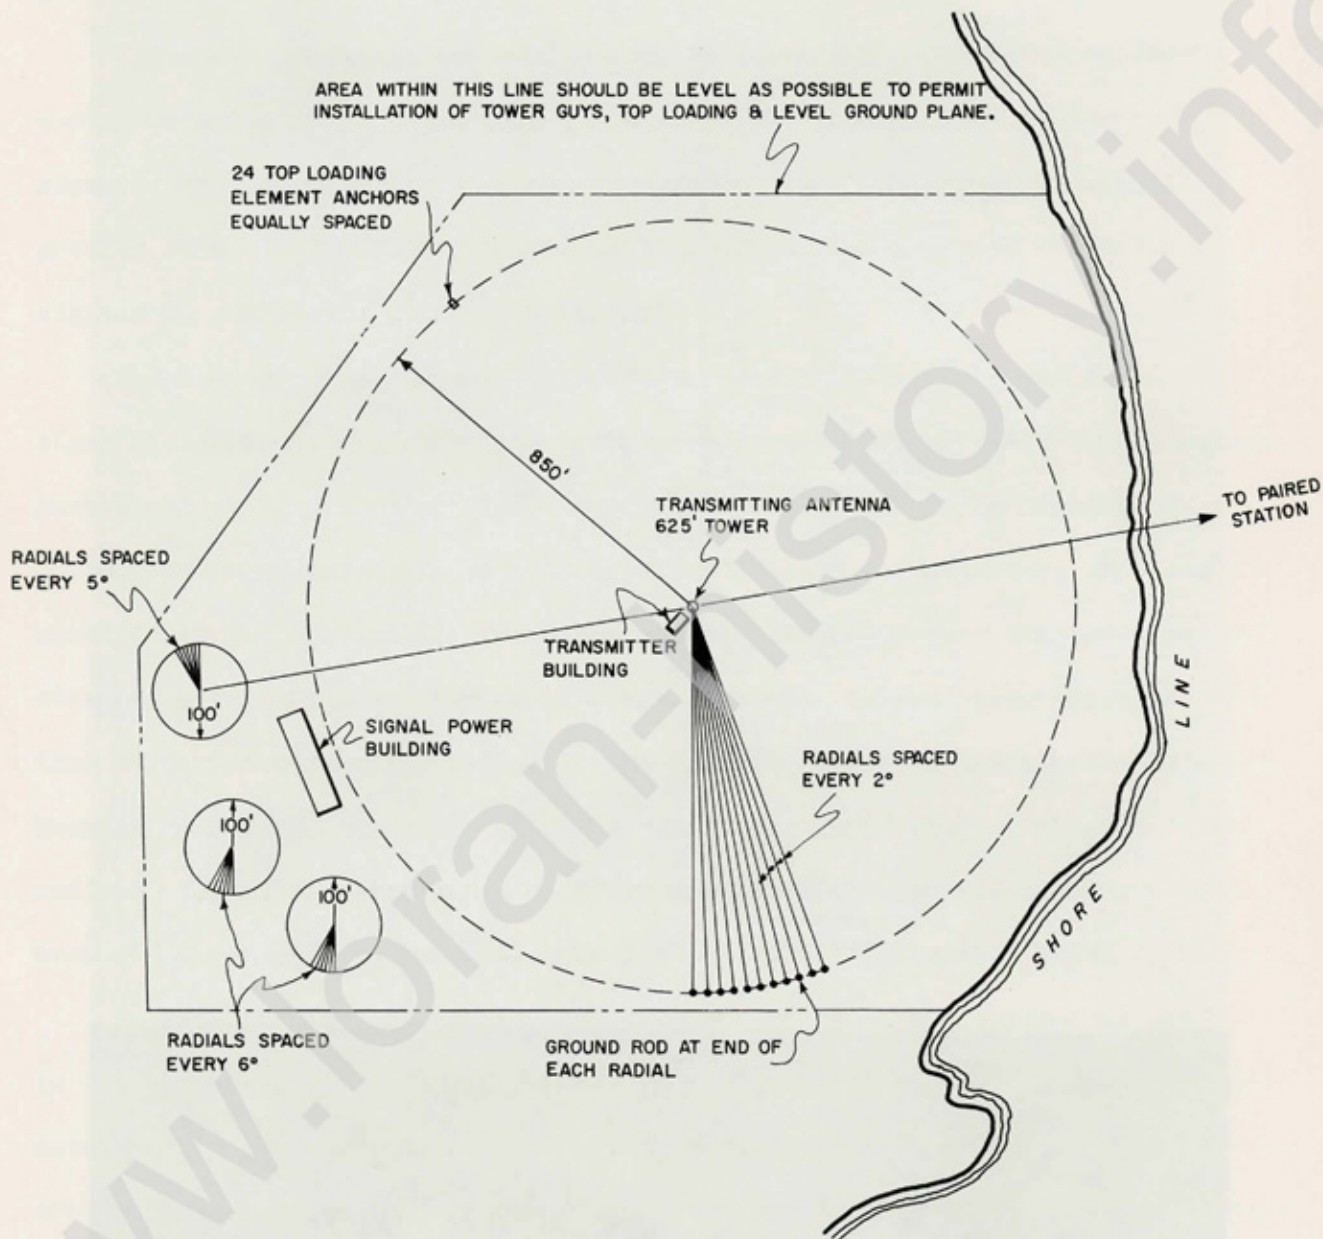 AREA WITHIN THIS LINE SHOULD BE LEVEL AS POSSIBLE TO PERMIT
INSTALLATION OF TOWER GUYS, TOP LOADING & LEVEL GROUND PLANE.
24 TOP LOADING
ELEMENT ANCHORS
EQUALLY SPACED
850'
TRANSMITTING ANTENNA
625' TOWER
TO PAIRED
STATION
RADIALS SPACED
EVERY 5°
TRANSMITTER
BUILDING
100'
SIGNAL POWER
BUILDING
RADIALS SPACED
EVERY 2°
100'
100'
SHORE LINE
RADIALS SPACED
EVERY 6°
GROUND ROD AT END OF
EACH RADIAL
www.loran-history.info